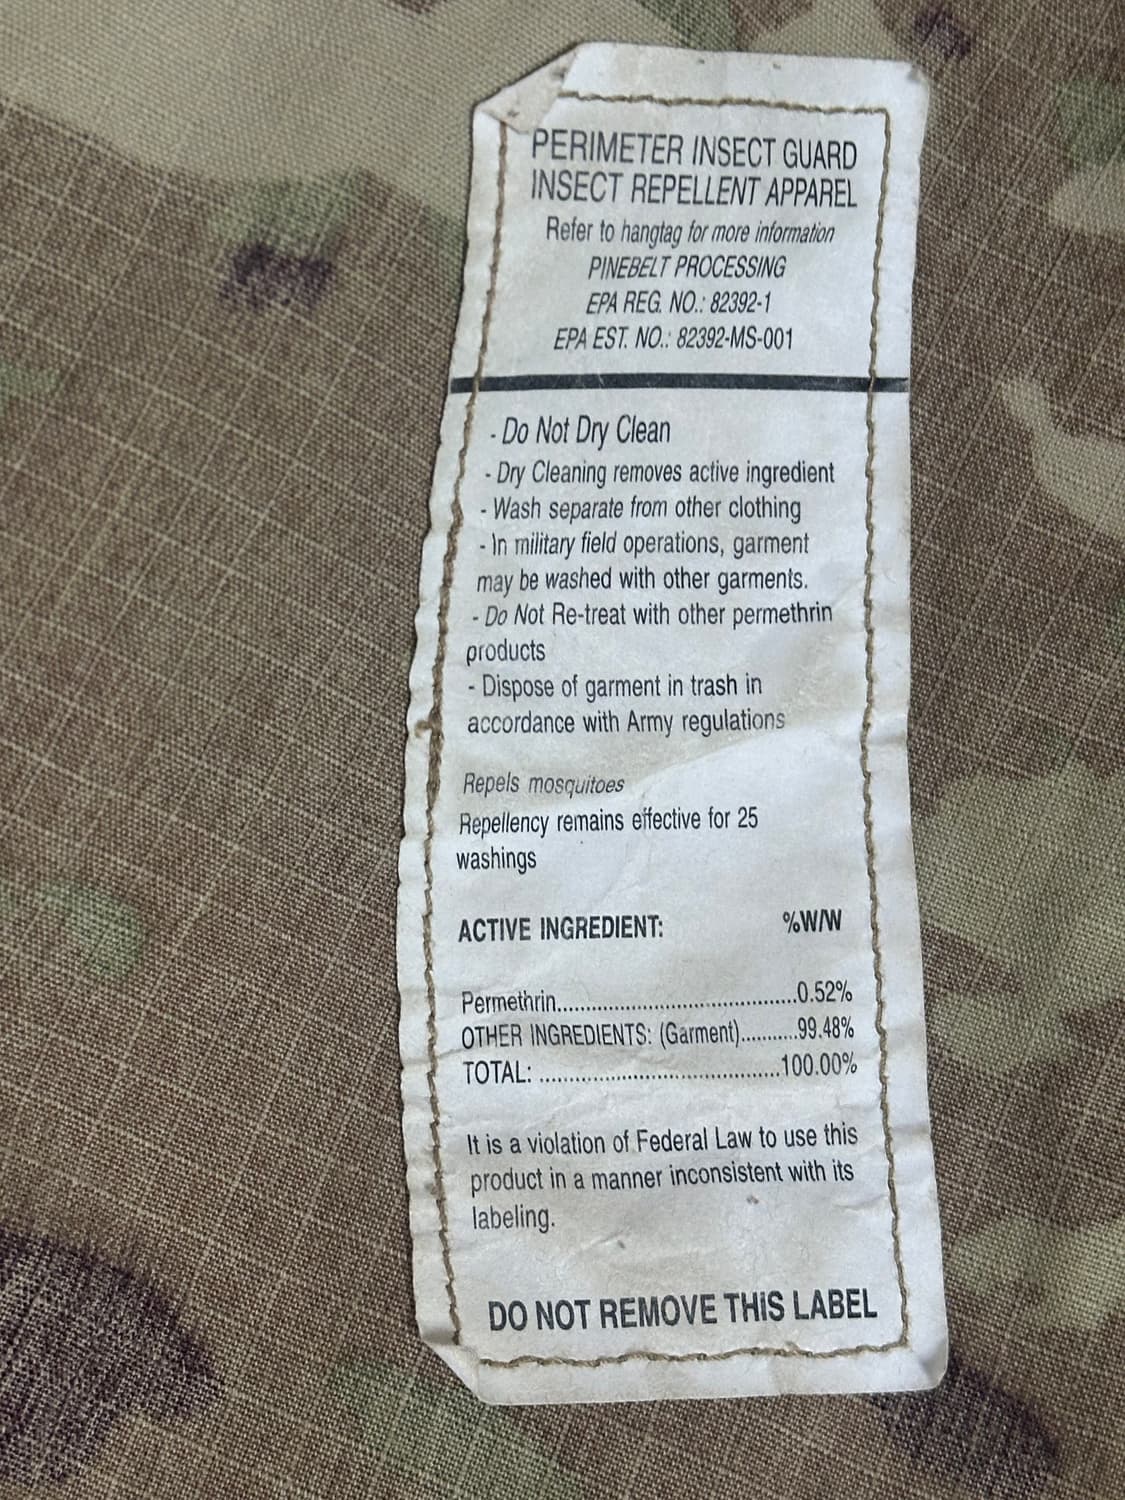 PERIMETER INSECT GUARD
INSECT REPELLENT APPAREL
Refer to hangtag for more information
PINEBELT PROCESSING
EPA REG. NO.: 82392-1
EPA EST. NO.: 82392-MS-001
- Do Not Dry Clean
- Dry Cleaning removes active ingredient
- Wash separate from other clothing
- In military field operations, garment
may be washed with other garments.
- Do Not Re-treat with other permethrin
products
- Dispose of garment in trash in
accordance with Army regulations
Repels mosquitoes
Repellency remains effective for 25
washings
ACTIVE INGREDIENT: %W/W
Permethrin....................................0.52%
OTHER INGREDIENTS: (Garment)...........99.48%
TOTAL: .....................................100.00%
It is a violation of Federal Law to use this
product in a manner inconsistent with its
labeling.
DO NOT REMOVE THIS LABEL